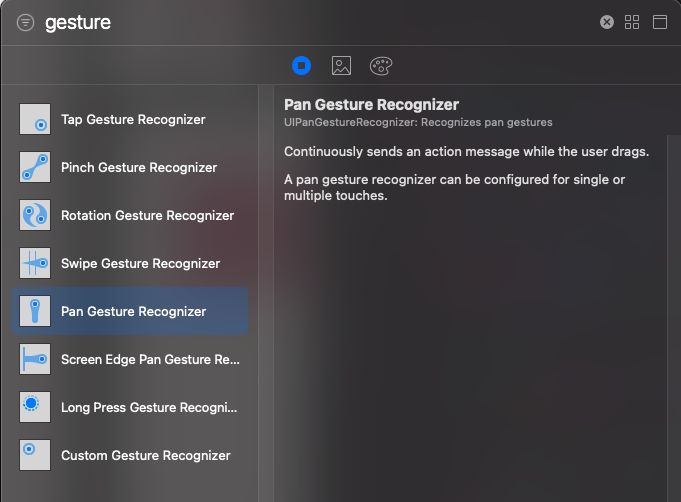 gesture
Tap Gesture Recognizer
Pinch Gesture Recognizer
Rotation Gesture Recognizer
Swipe Gesture Recognizer
Pan Gesture Recognizer
Screen Edge Pan Gesture Re...
Long Press Gesture Recogni...
Custom Gesture Recognizer
Pan Gesture Recognizer
UIPanGestureRecognizer: Recognizes pan gestures
Continuously sends an action message while the user drags.
A pan gesture recognizer can be configured for single or
multiple touches.